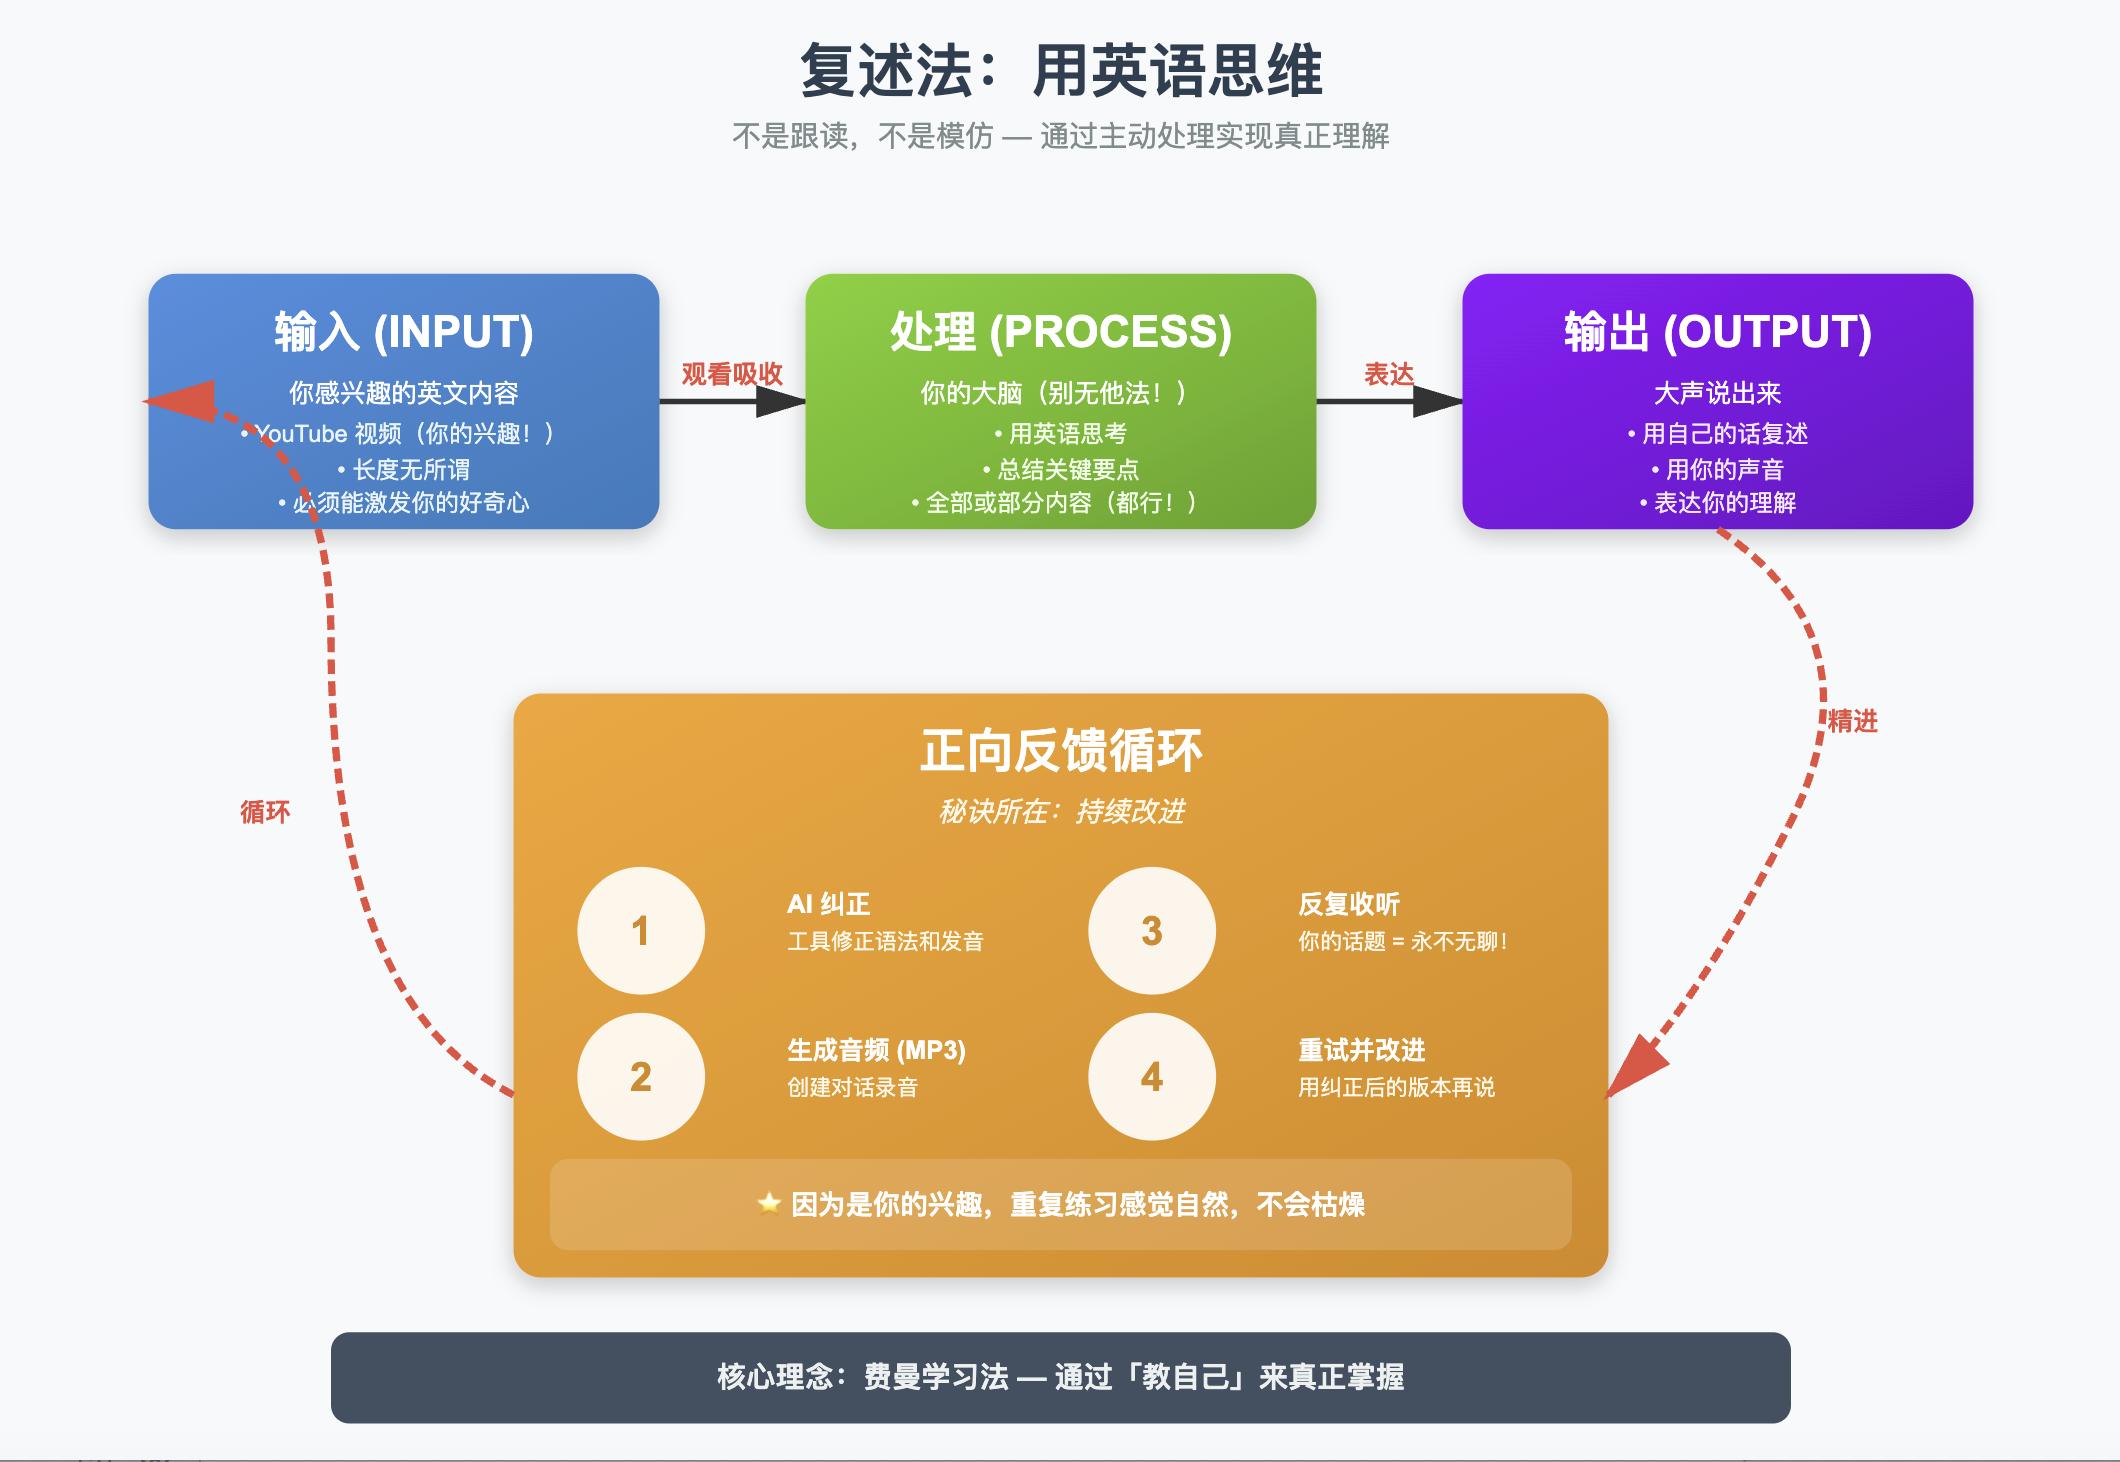 复述法：用英语思维
不是跟读，不是模仿 — 通过主动处理实现真正理解
输入 (INPUT)
你感兴趣的英文内容
• YouTube 视频（你的兴趣！）
• 长度无所谓
• 必须能激发你的好奇心
观看吸收
处理 (PROCESS)
你的大脑（别无他法！）
• 用英语思考
• 总结关键要点
• 全部或部分内容（都行！）
表达
输出 (OUTPUT)
大声说出来
• 用自己的话复述
• 用你的声音
• 表达你的理解
精进
循环
正向反馈循环
秘诀所在：持续改进
1
AI 纠正
工具修正语法和发音
2
生成音频 (MP3)
创建对话录音
3
反复收听
你的话题 = 永不无聊！
4
重试并改进
用纠正后的版本再说
⭐ 因为是你的兴趣，重复练习感觉自然，不会枯燥
核心理念：费曼学习法 — 通过「教自己」来真正掌握